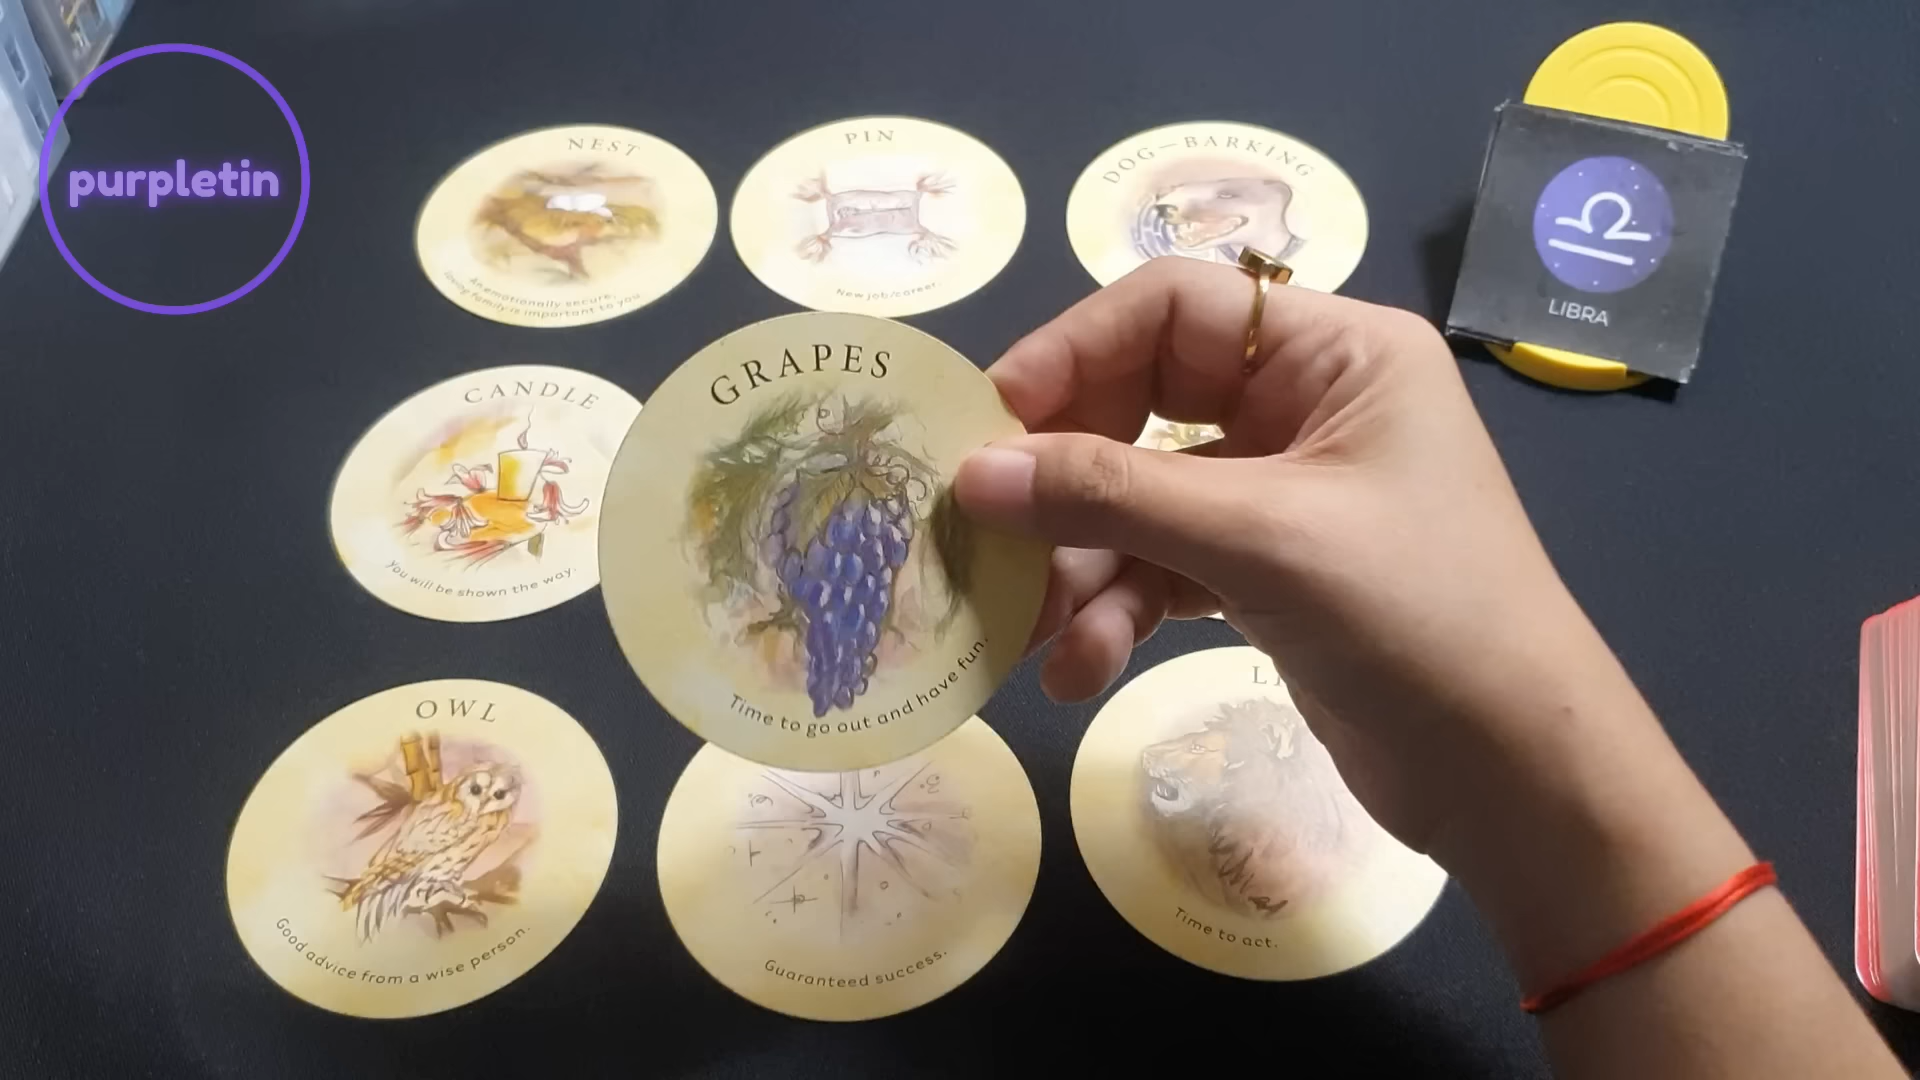 purpletin
NEST
An emotionally secure,
loving family is important to you.
PIN
New job/career.
DOG—BARKING
LIBRA
CANDLE
You will be shown the way.
GRAPES
Time to go out and have fun.
OWL
Good advice from a wise person.
Guaranteed success.
Time to act.